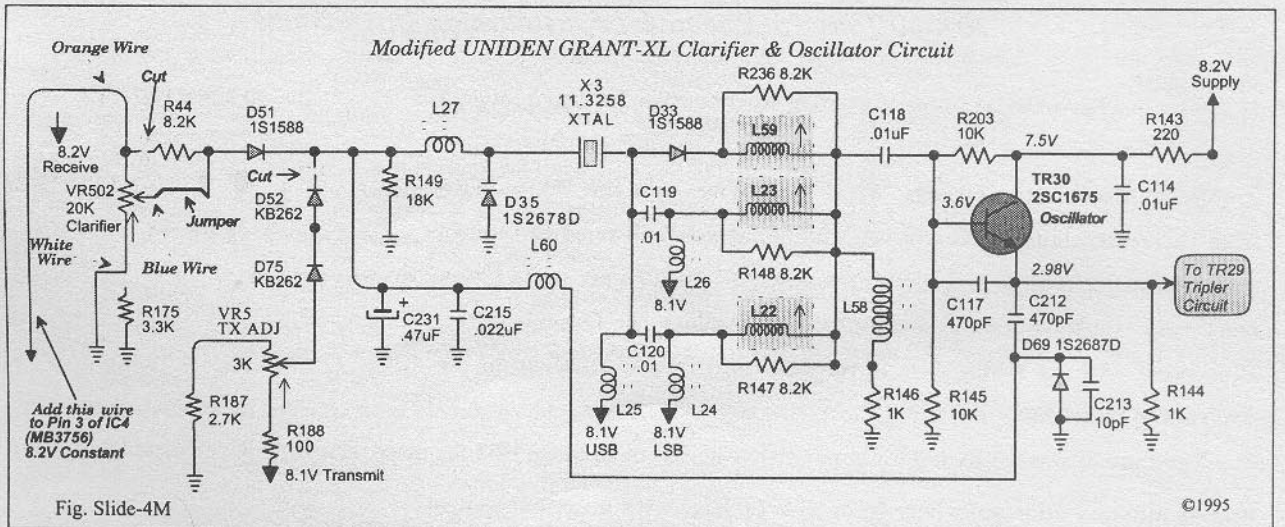 Modified UNIDEN GRANT-XL Clarifier & Oscillator Circuit
Orange Wire
Cut
R44
8.2K
8.2V
Receive
VR502
20K
Clarifier
Jumper
White
Wire
Blue Wire
R175
3.3K
Add this wire
to Pin 3 of IC4
(MB3756)
8.2V Constant
D51
1S1588
Cut
D52
KB262
D75
KB262
VR5
TX ADJ
3K
R187
2.7K
R188
100
8.1V Transmit
L27
R149
18K
D35
1S2678D
L60
C231
.47uF
+
C215
.022uF
X3
11.3258
XTAL
D33
1S1588
C119
.01
L26
8.1V
C120
.01
L25
8.1V
USB
L24
8.1V
LSB
R236 8.2K
L59
L23
R148 8.2K
L22
R147 8.2K
L58
R146
1K
C118
.01uF
R203
10K
7.5V
8.2V
Supply
R143
220
C114
.01uF
TR30
2SC1675
Oscillator
3.6V
2.98V
C117
470pF
C212
470pF
R145
10K
D69 1S2687D
C213
10pF
R144
1K
To TR29
Tripler
Circuit
Fig. Slide-4M
©1995